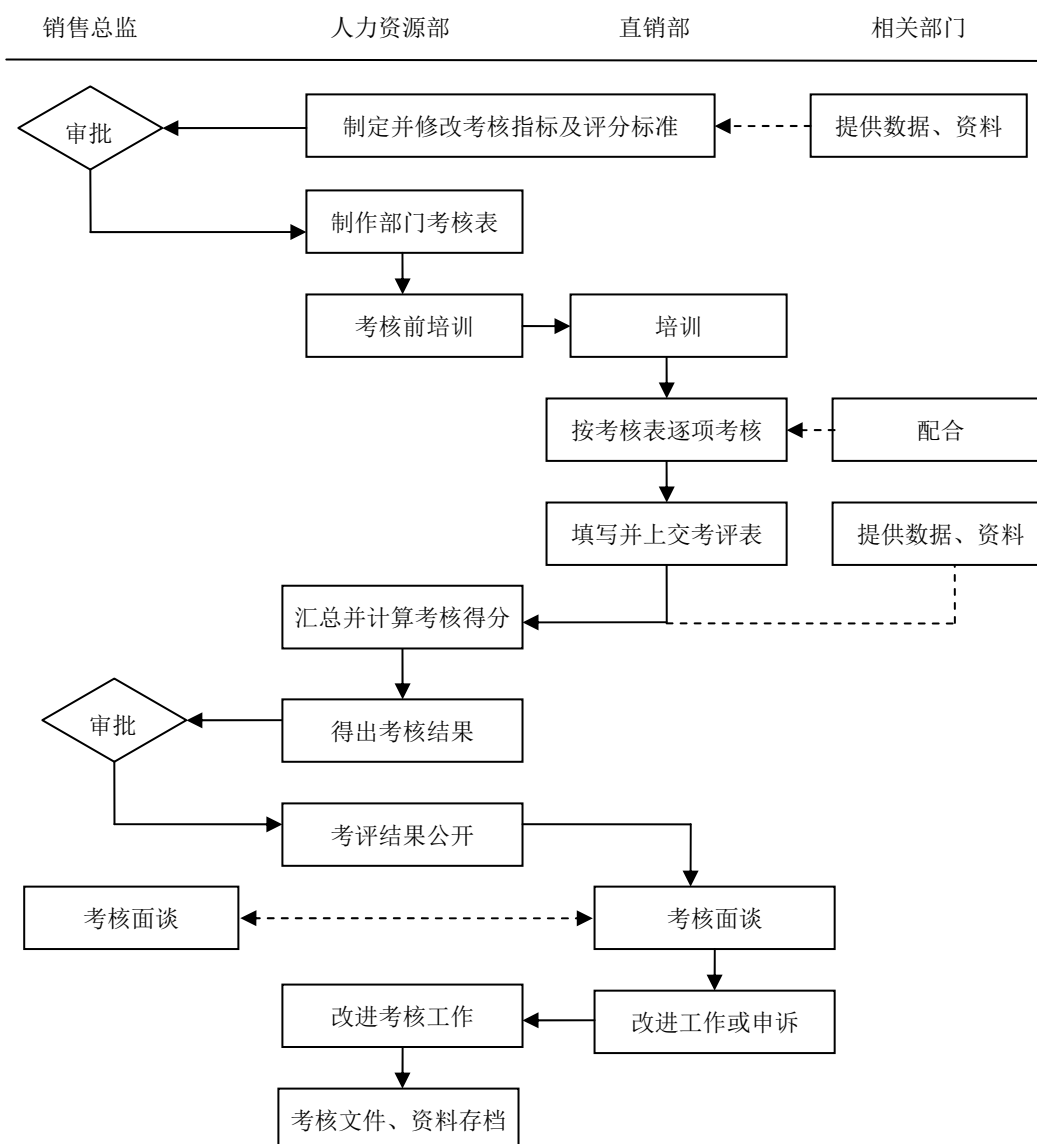 销售总监 人力资源部 直销部 相关部门
审批 制定并修改考核指标及评分标准 提供数据、资料
制作部门考核表
考核前培训 培训
按考核表逐项考核 配合
填写并上交考评表 提供数据、资料
汇总并计算考核得分
审批 得出考核结果
考评结果公开
考核面谈 考核面谈
改进考核工作 改进工作或申诉
考核文件、资料存档